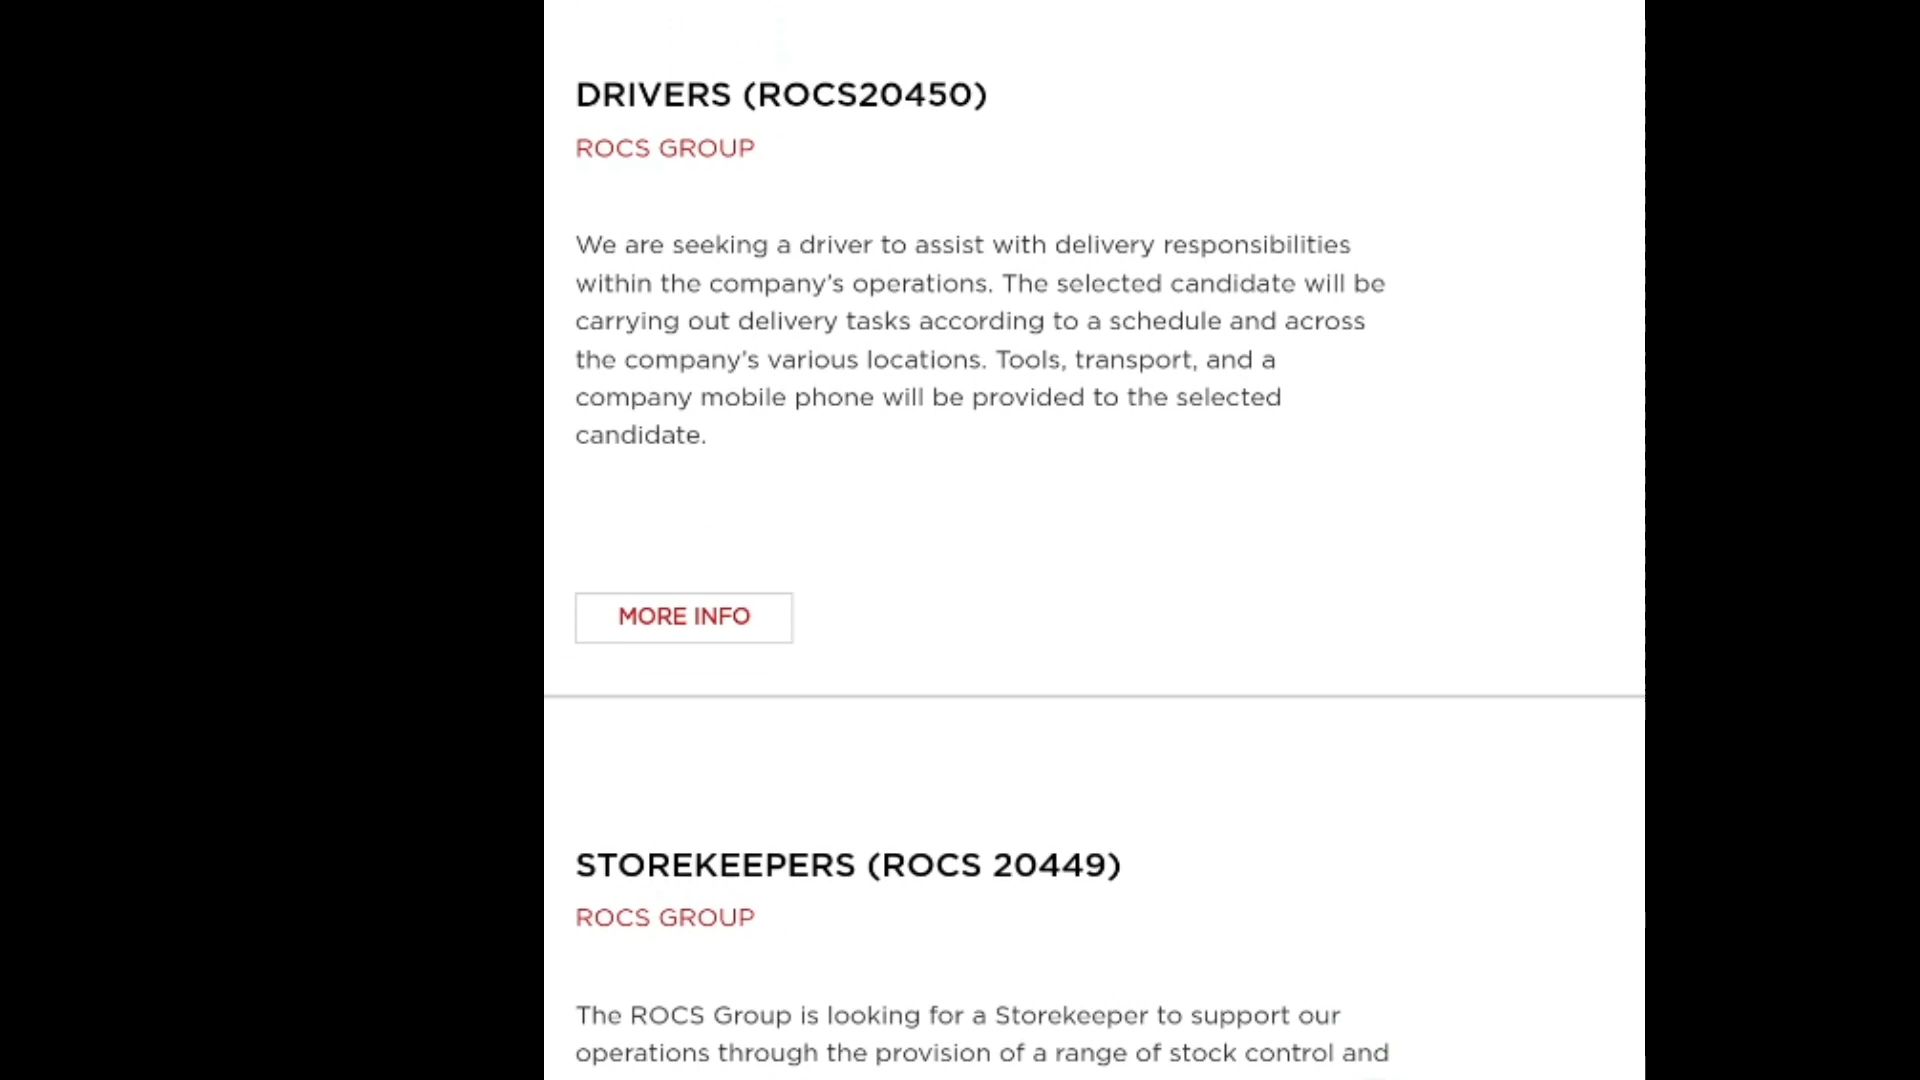 DRIVERS (ROCS20450)
ROCS GROUP
We are seeking a driver to assist with delivery responsibilities
within the company's operations. The selected candidate will be
carrying out delivery tasks according to a schedule and across
the company's various locations. Tools, transport, and a
company mobile phone will be provided to the selected
candidate.
MORE INFO
STOREKEEPERS (ROCS 20449)
ROCS GROUP
The ROCS Group is looking for a Storekeeper to support our
operations through the provision of a range of stock control and